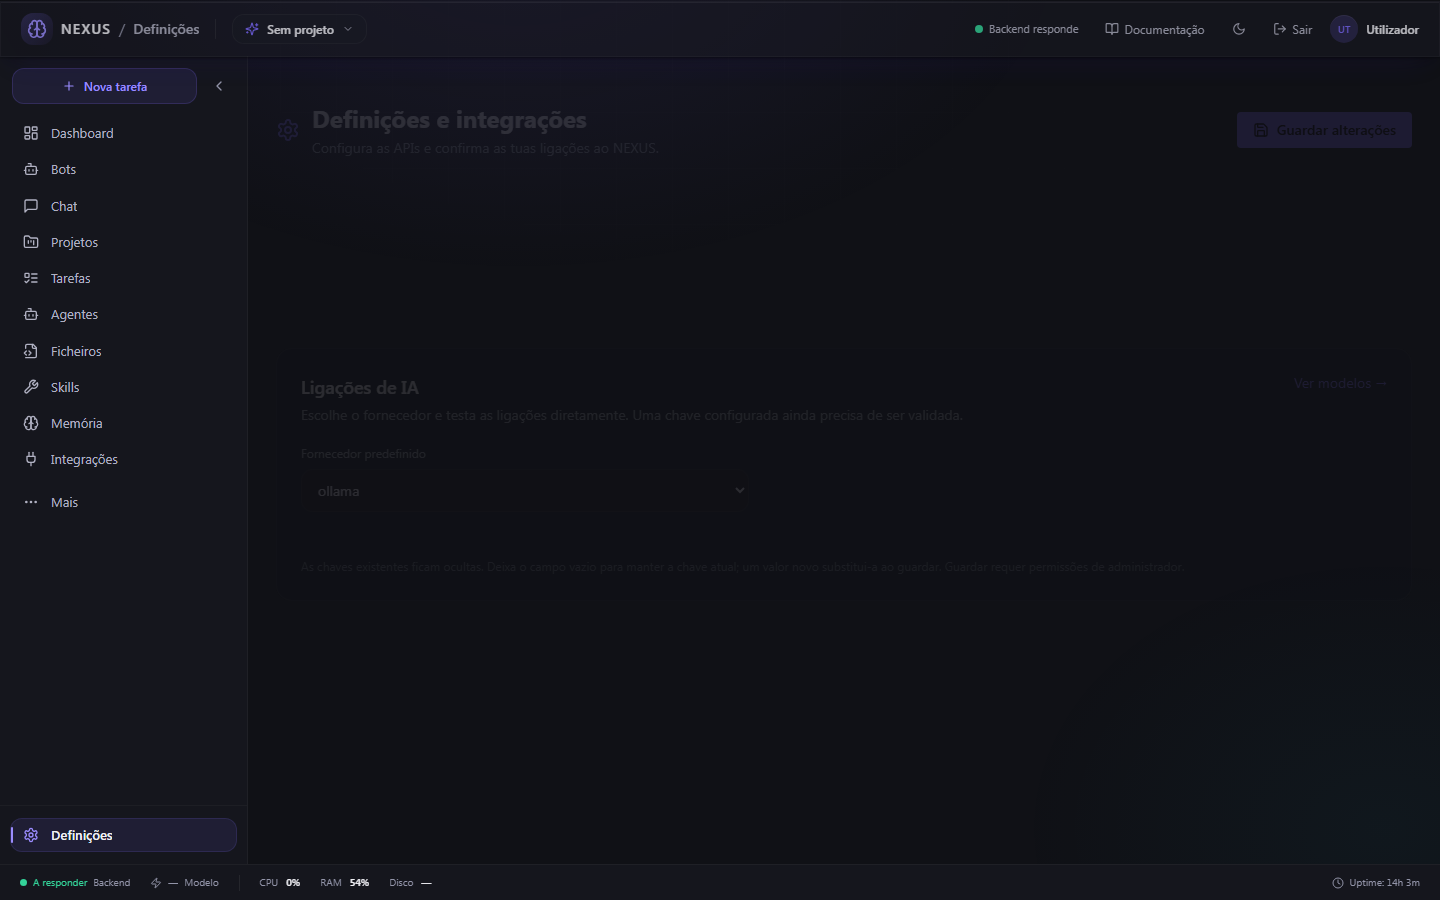 NEXUS / Definições
Sem projeto
Backend responde
Documentação
Sair
UT
Utilizador
Nova tarefa
Dashboard
Bots
Chat
Projetos
Tarefas
Agentes
Ficheiros
Skills
Memória
Integrações
Mais
Definições
Definições e integrações
Configura as APIs e confirma as tuas ligações ao NEXUS.
Guardar alterações
Ligações de IA
Ver modelos →
Escolhe o fornecedor e testa as ligações diretamente. Uma chave configurada ainda precisa de ser validada.
Fornecedor predefinido
ollama
As chaves existentes ficam ocultas. Deixa o campo vazio para manter a chave atual; um valor novo substitui-a ao guardar. Guardar requer permissões de administrador.
A responder Backend
— Modelo
CPU 0%
RAM 54%
Disco —
Uptime: 14h 3m